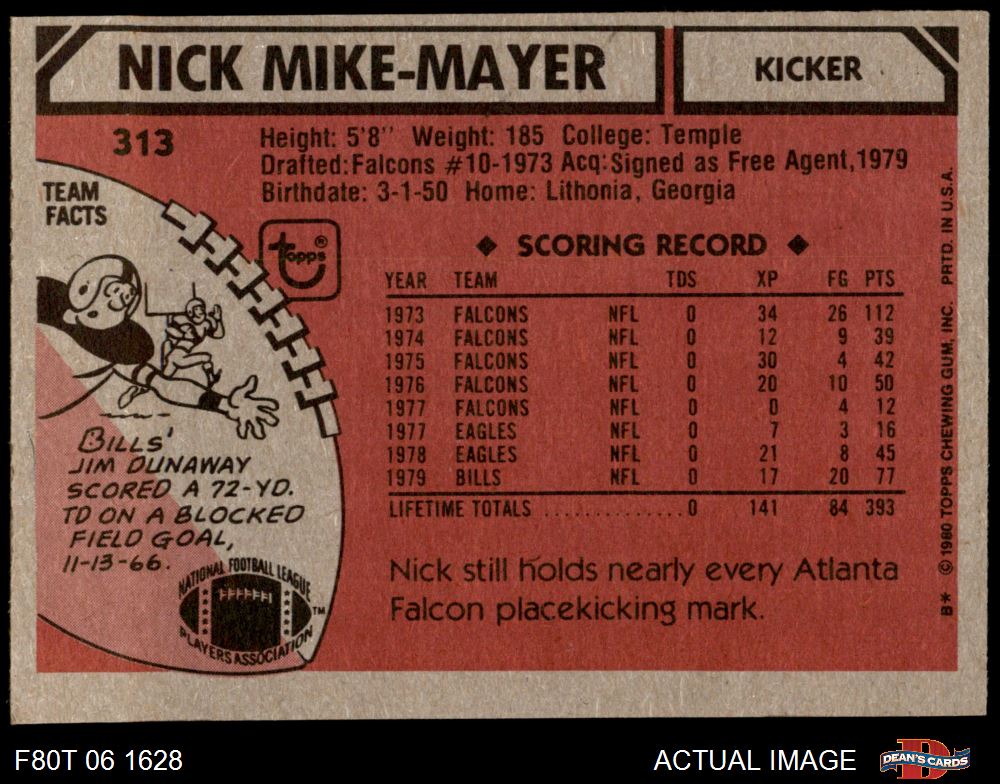 NICK MIKE-MAYER
KICKER
313
Height: 5'8" Weight: 185 College: Temple
Drafted: Falcons #10-1973 Acq: Signed as Free Agent, 1979
Birthdate: 3-1-50 Home: Lithonia, Georgia
TEAM
FACTS
topps®
◆ SCORING RECORD ◆
YEAR TEAM TDS XP FG PTS
1973 FALCONS NFL 0 34 26 112
1974 FALCONS NFL 0 12 9 39
1975 FALCONS NFL 0 30 4 42
1976 FALCONS NFL 0 20 10 50
1977 FALCONS NFL 0 0 4 12
1977 EAGLES NFL 0 7 3 16
1978 EAGLES NFL 0 21 8 45
1979 BILLS NFL 0 17 20 77
LIFETIME TOTALS ..............0 141 84 393
BILLS'
JIM DUNAWAY
SCORED A 72-YD.
TD ON A BLOCKED
FIELD GOAL,
11-13-66.
NATIONAL FOOTBALL LEAGUE
PLAYERS ASSOCIATION
TM
Nick still holds nearly every Atlanta
Falcon placekicking mark.
B* © 1980 TOPPS CHEWING GUM, INC. PRTD. IN U.S.A.
F80T 06 1628
ACTUAL IMAGE
DEAN'S CARDS